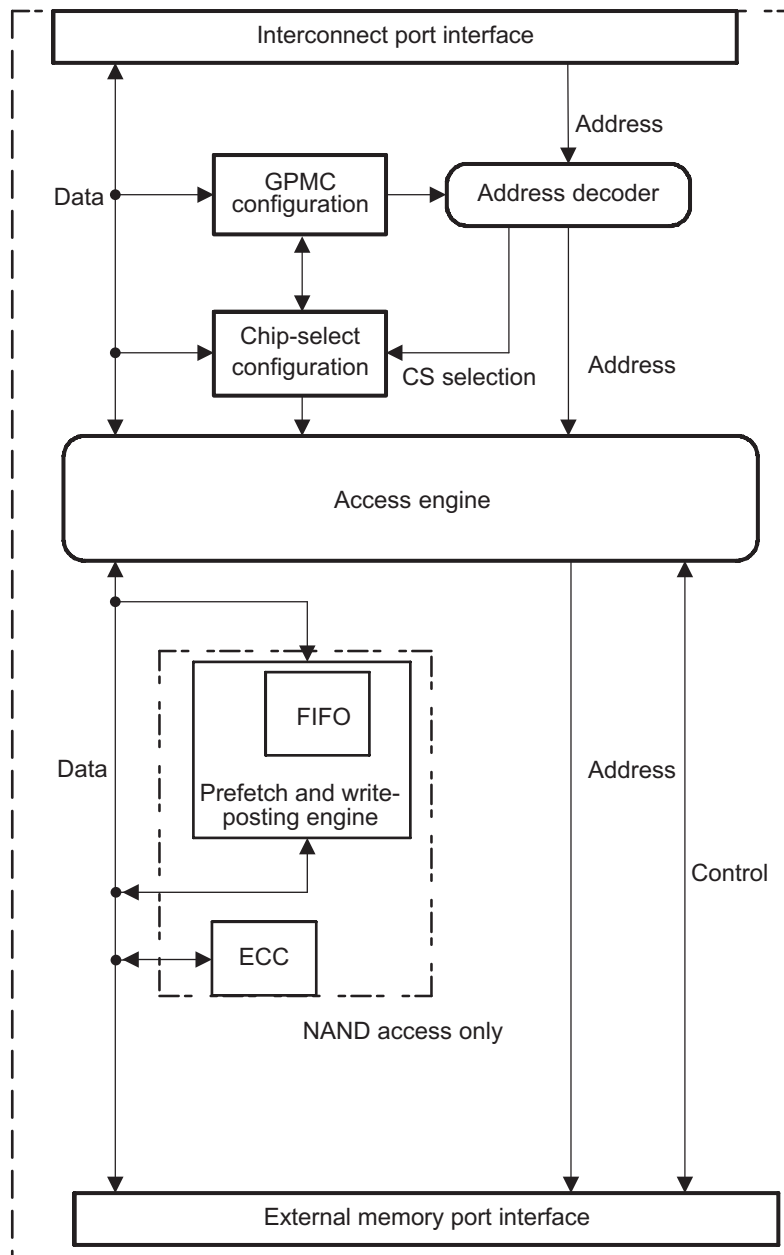 Interconnect port interface
Address
GPMC
configuration
Address decoder
Data
Chip-select
configuration
CS selection
Address
Access engine
FIFO
Data
Prefetch and write-
posting engine
Address
Control
ECC
NAND access only
External memory port interface